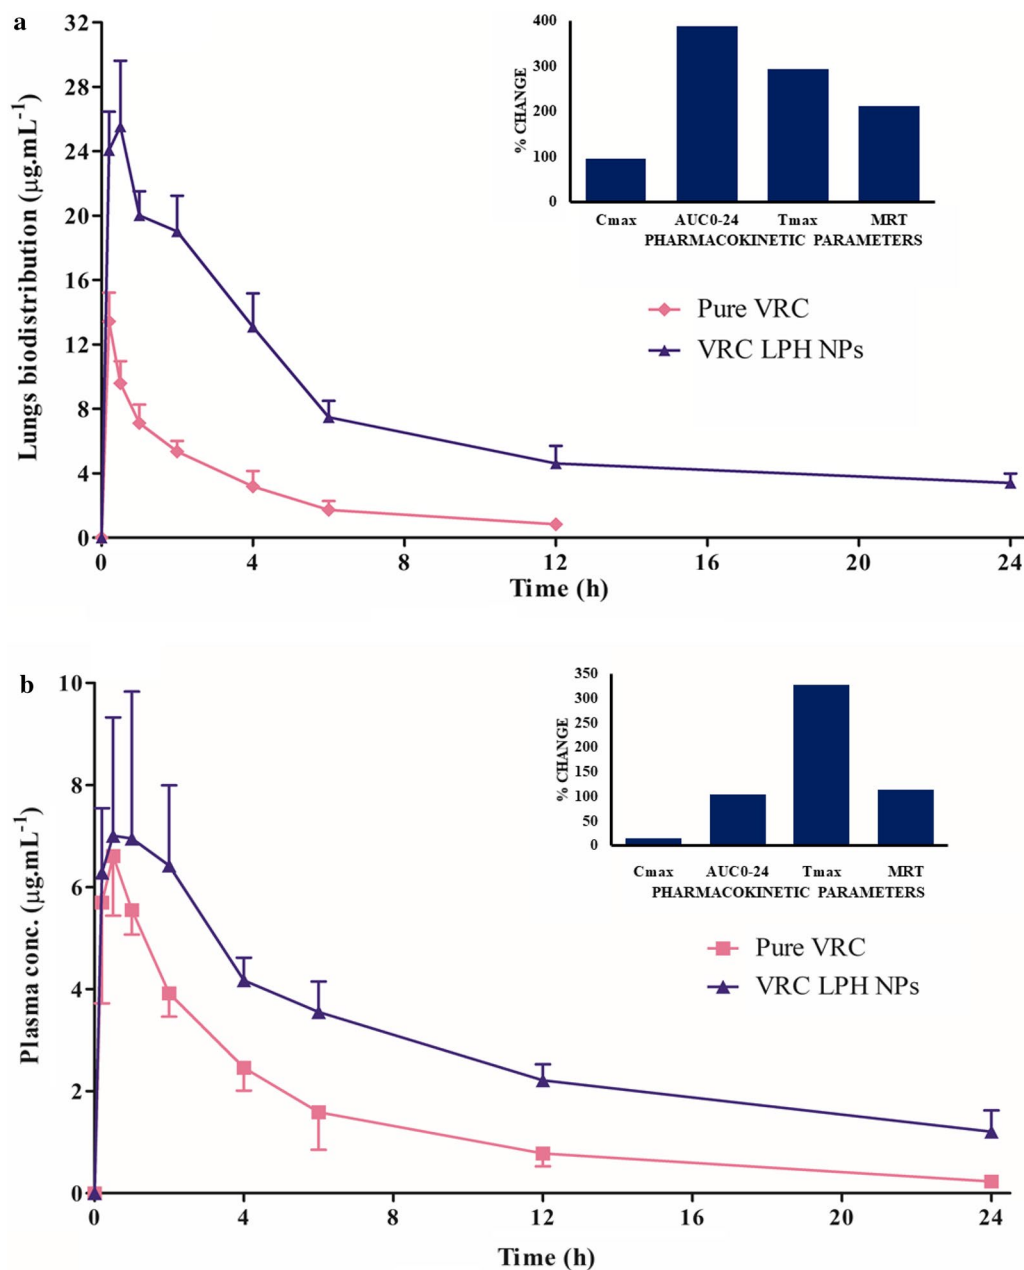 a
32
28
24
20
16
12
8
4
0
Lungs biodistribution (µg.mL⁻¹)
0 4 8 12 16 20 24
Time (h)
400
300
200
100
0
% CHANGE
Cmax AUC0-24 Tmax MRT
PHARMACOKINETIC PARAMETERS
Pure VRC
VRC LPH NPs
b
10
8
6
4
2
0
Plasma conc. (µg.mL⁻¹)
0 4 8 12 16 20 24
Time (h)
350
300
250
200
150
100
50
0
% CHANGE
Cmax AUC0-24 Tmax MRT
PHARMACOKINETIC PARAMETERS
Pure VRC
VRC LPH NPs